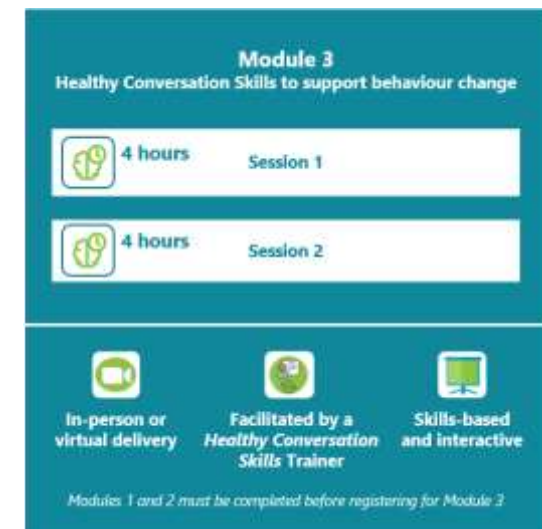 Module 3
Healthy Conversation Skills to support behaviour change
4 hours
Session 1
4 hours
Session 2
In-person or
virtual delivery
Facilitated by a
Healthy Conversation
Skills Trainer
Skills-based
and interactive
Modules 1 and 2 must be completed before registering for Module 3